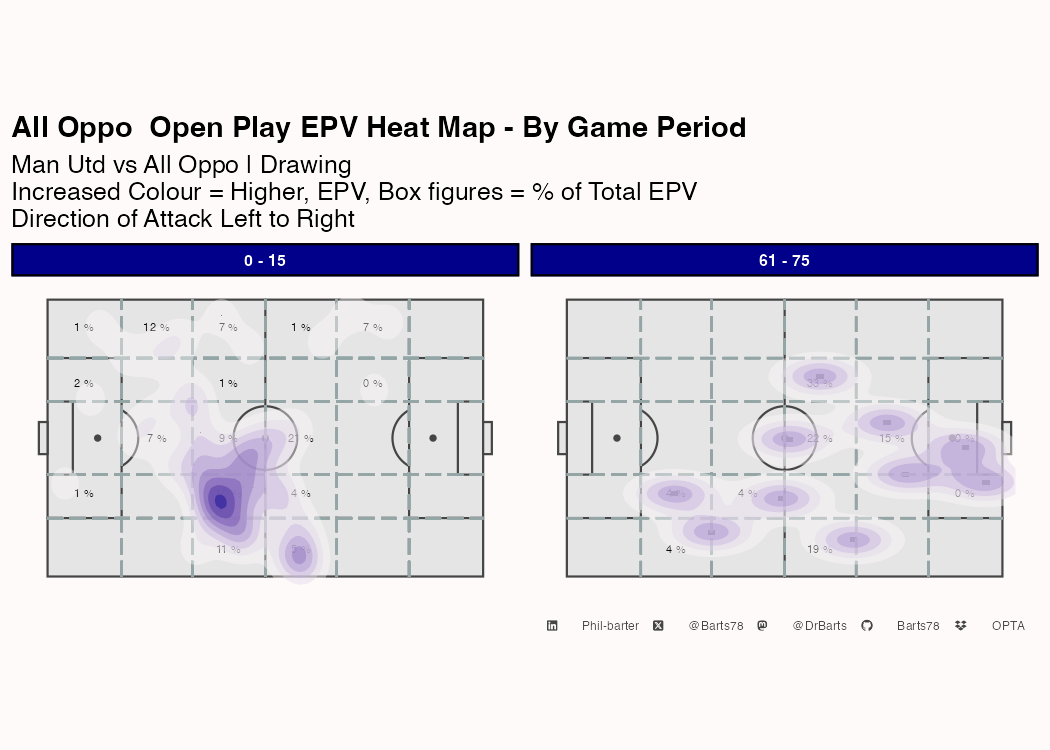 All Oppo  Open Play EPV Heat Map - By Game Period
Man Utd vs All Oppo | Drawing
Increased Colour = Higher, EPV, Box figures = % of Total EPV
Direction of Attack Left to Right
0 - 15
61 - 75
1 % 12 % 7 % 1 % 7 %
2 % 1 % 0 %
33 %
7 % 9 % 21 %
22 % 15 %
1 % 4 %
4 % 0 %
11 %
4 % 19 %
Phil-barter @Barts78 @DrBarts Barts78 OPTA